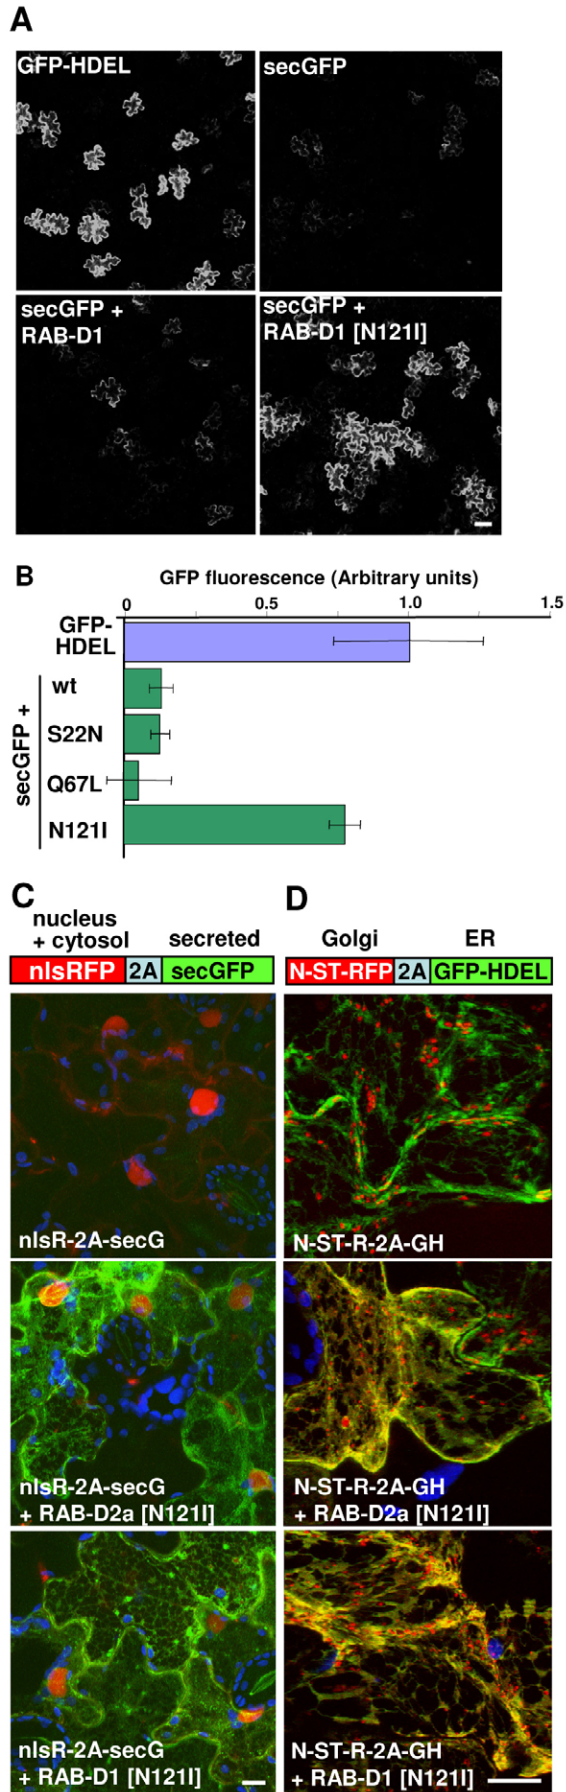 A
GFP-HDEL
secGFP
secGFP +
RAB-D1
secGFP +
RAB-D1 [N121I]
B
GFP fluorescence (Arbitrary units)
0
0.5
1.0
1.5
GFP-
HDEL
secGFP +
wt
S22N
Q67L
N121I
C
nucleus
+ cytosol
secreted
nlsRFP
2A
secGFP
nlsR-2A-secG
nlsR-2A-secG
+ RAB-D2a [N121I]
nlsR-2A-secG
+ RAB-D1 [N121I]
D
Golgi
ER
N-ST-RFP
2A
GFP-HDEL
N-ST-R-2A-GH
N-ST-R-2A-GH
+ RAB-D2a [N121I]
N-ST-R-2A-GH
+ RAB-D1 [N121I]